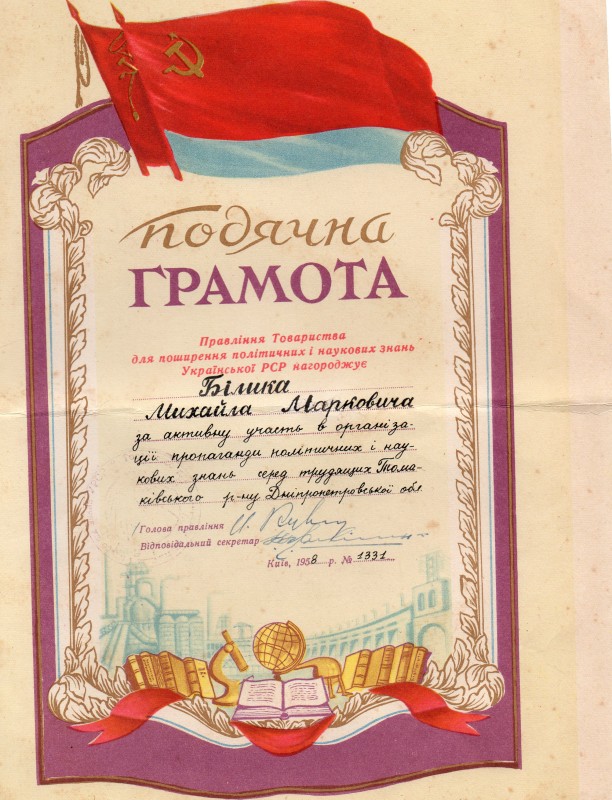 Подячна
ГРАМОТА
Правління Товариства
для поширення політичних і наукових знань
Української РСР нагороджує
Білика
Михайла Марковича
за активну участь в організа-
ції пропаганди політичних і нау-
кових знань серед трудящих Тома-
ківського р-ну Дніпропетровської обл
Голова правління
Відповідальний секретар
Київ, 1958 р. № 1331